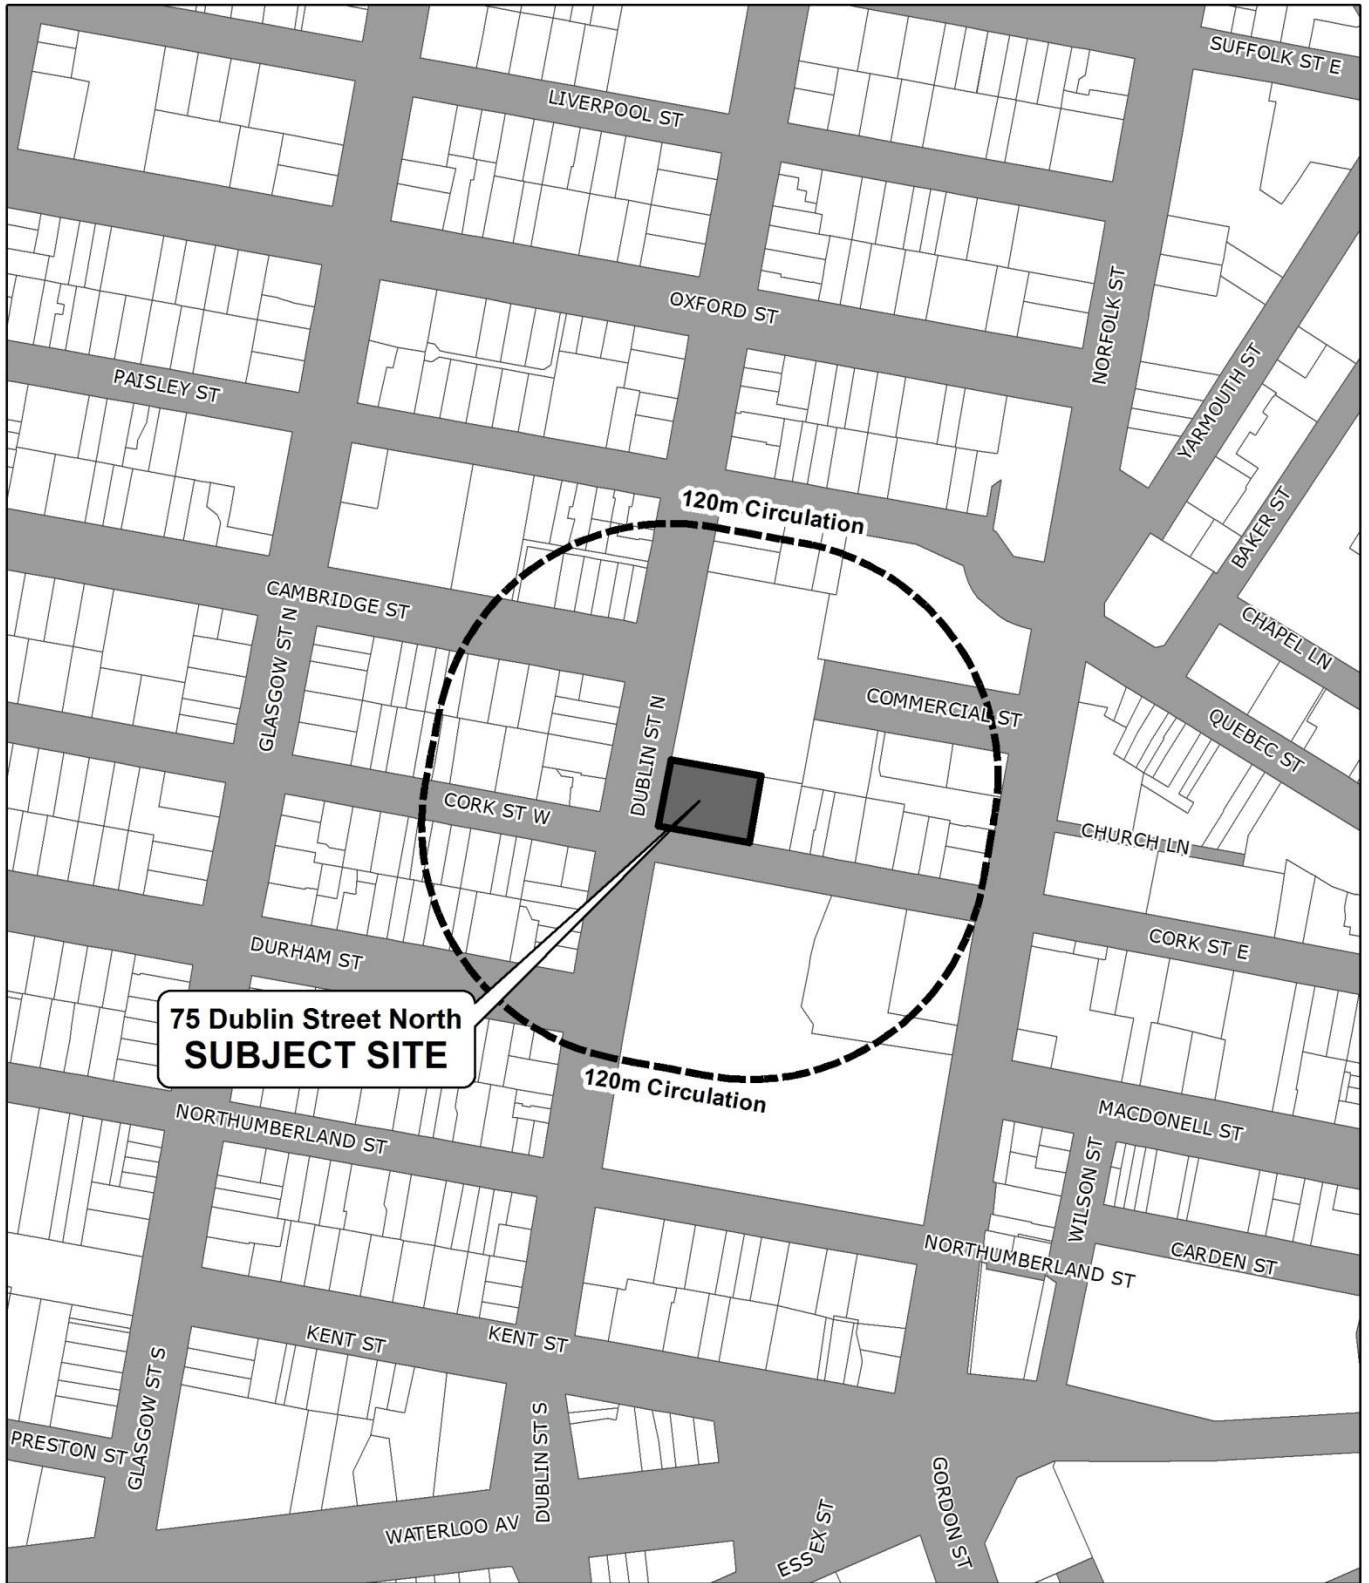 SUFFOLK ST E
LIVERPOOL ST
OXFORD ST
NORFOLK ST
YARMOUTH ST
PAISLEY ST
120m Circulation
BAKER ST
CAMBRIDGE ST
CHAPEL LN
GLASGOW ST N
DUBLIN ST N
COMMERCIAL ST
QUEBEC ST
CORK ST W
CHURCH LN
DURHAM ST
CORK ST E
75 Dublin Street North
SUBJECT SITE
120m Circulation
NORTHUMBERLAND ST
MACDONELL ST
WILSON ST
NORTHUMBERLAND ST
CARDEN ST
KENT ST
KENT ST
GLASGOW ST S
PRESTON ST
DUBLIN ST S
WATERLOO AV
ESSEX ST
GORDON ST